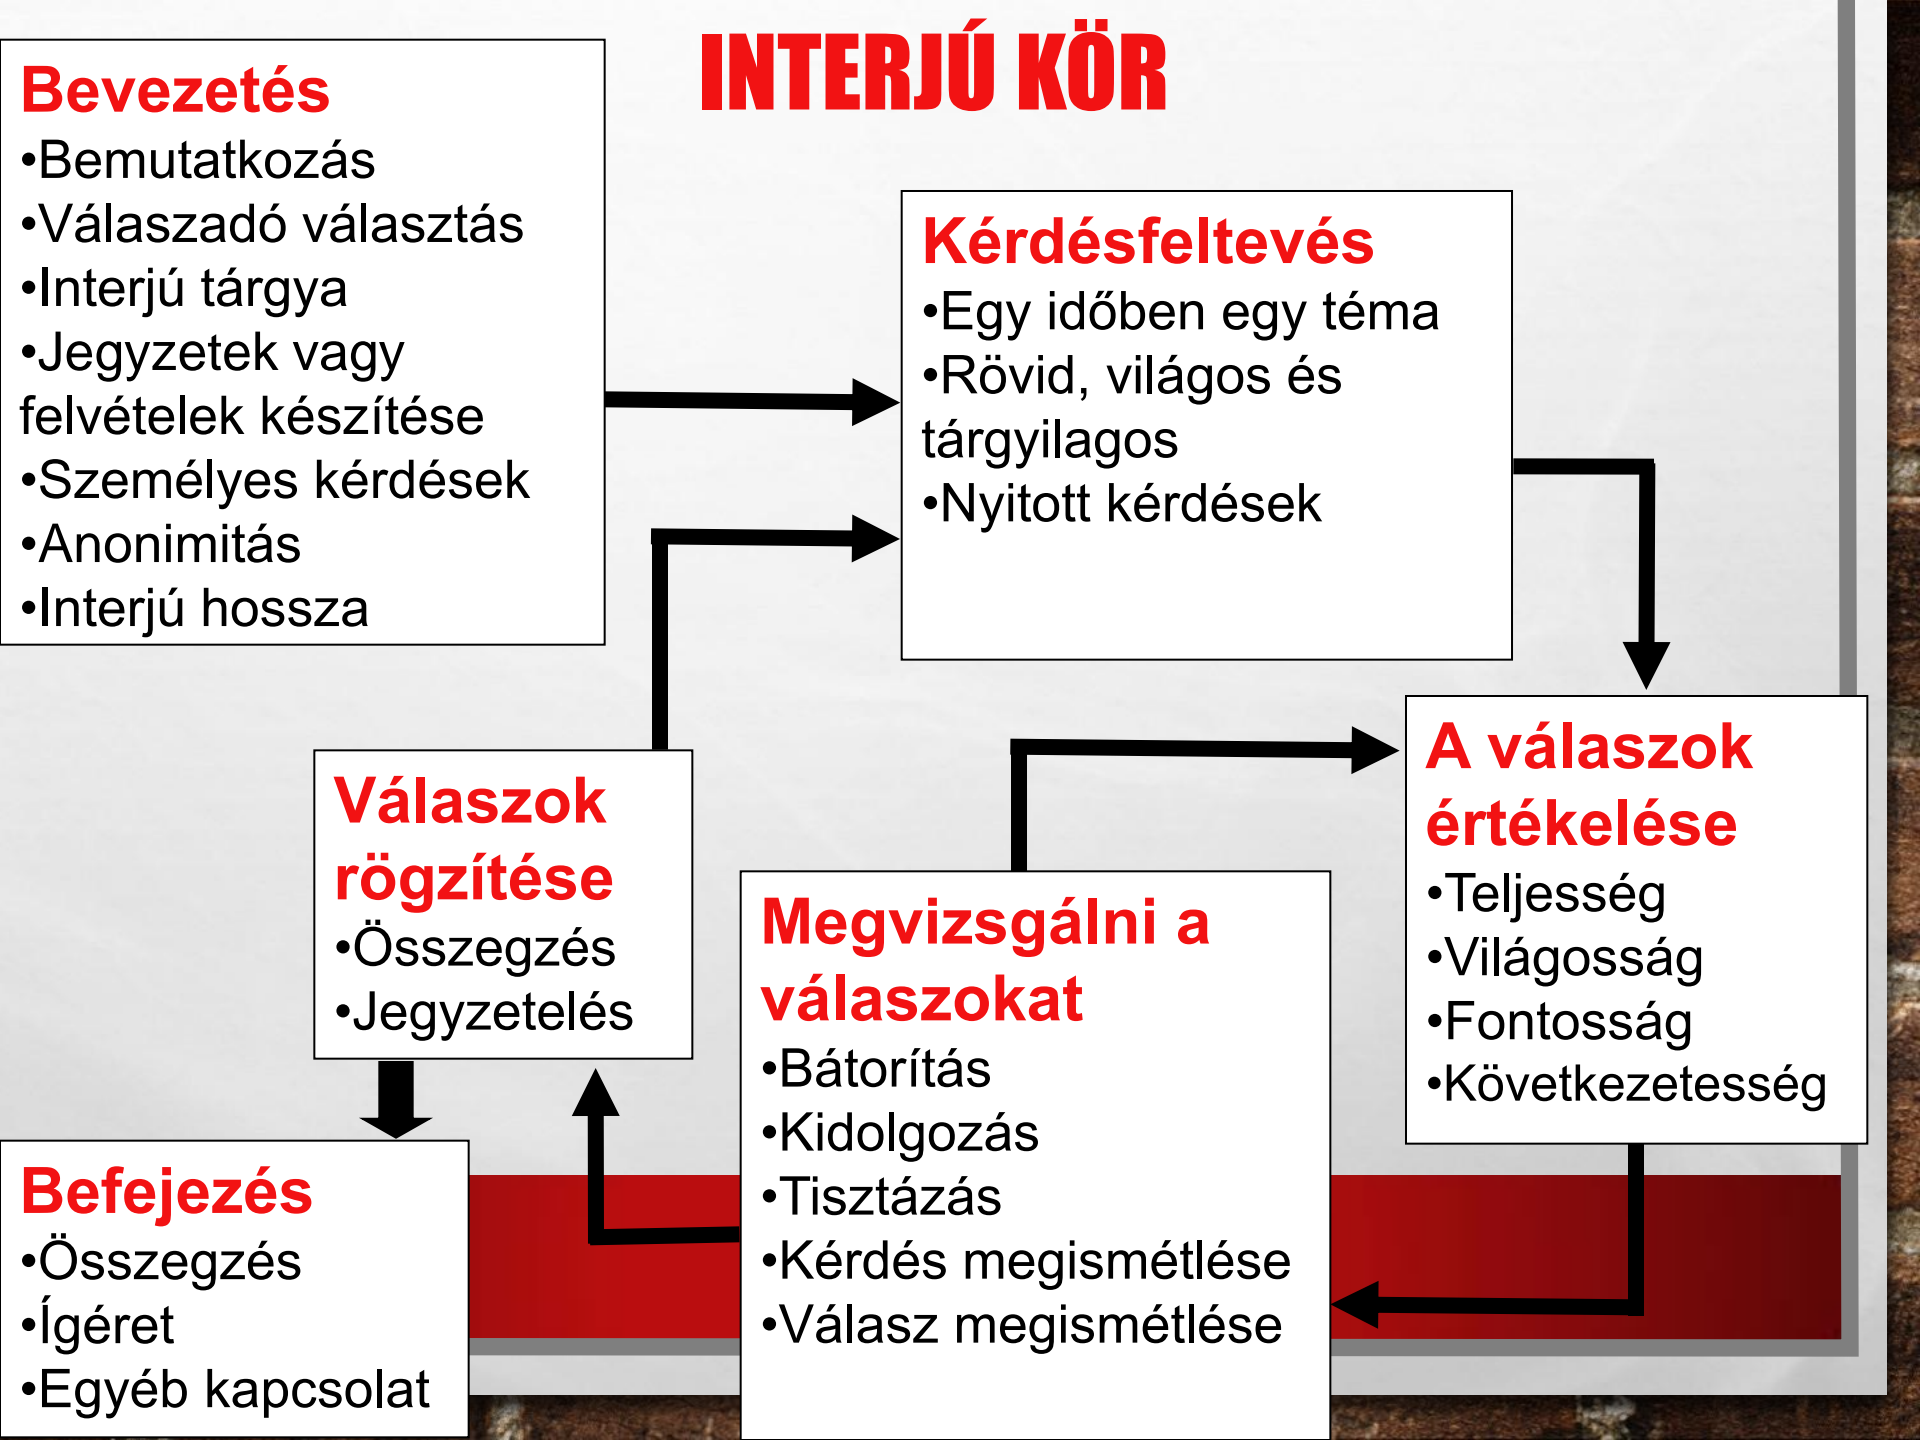 INTERJÚ KÖR
Bevezetés
•Bemutatkozás
•Válaszadó választás
•Interjú tárgya
•Jegyzetek vagy
felvételek készítése
•Személyes kérdések
•Anonimitás
•Interjú hossza
Kérdésfeltevés
•Egy időben egy téma
•Rövid, világos és
tárgyilagos
•Nyitott kérdések
A válaszok
értékelése
•Teljesség
•Világosság
•Fontosság
•Következetesség
Megvizsgálni a
válaszokat
•Bátorítás
•Kidolgozás
•Tisztázás
•Kérdés megismétlése
•Válasz megismétlése
Válaszok
rögzítése
•Összegzés
•Jegyzetelés
Befejezés
•Összegzés
•Ígéret
•Egyéb kapcsolat